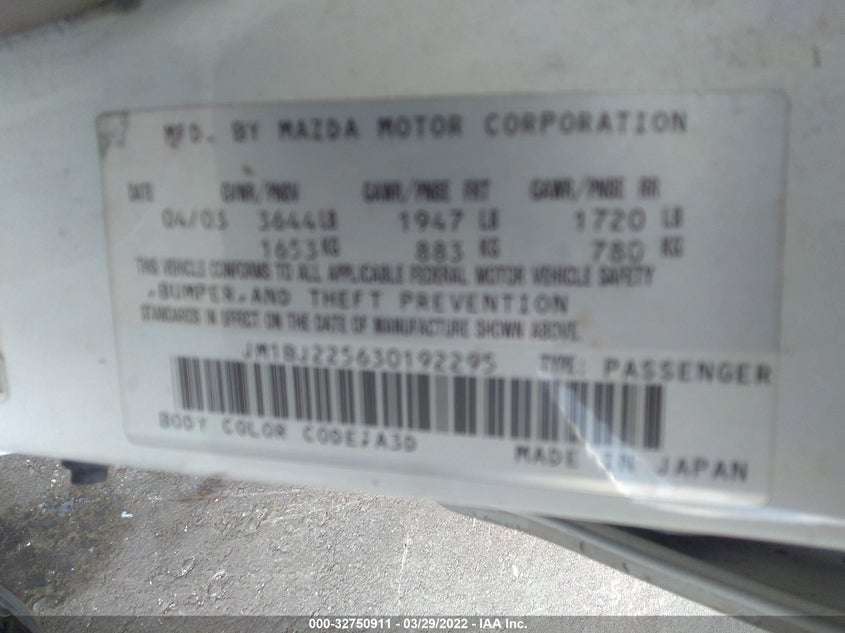 MFD. BY MAZDA MOTOR CORPORATION
DATE GVWR/PNBV GAWR/PNBE FRT GAWR/PNBE RR
04/03 3644LB 1947 LB 1720 LB
1653KG 883 KG 780 KG
THIS VEHICLE CONFORMS TO ALL APPLICABLE FEDERAL MOTOR VEHICLE SAFETY
,BUMPER,AND THEFT PREVENTION
STANDARDS IN EFFECT ON THE DATE OF MANUFACTURE SHOWN ABOVE.
JM1BJ225630192295 TYPE: PASSENGER
BODY COLOR CODE;A3D
MADE IN JAPAN
000-32750911 - 03/29/2022 - IAA Inc.